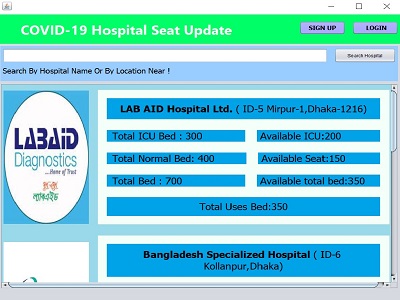 COVID-19 Hospital Seat Update
SIGN UP
LOGIN
Search Hospital
Search By Hospital Name Or By Location Near !
LABAID
Diagnostics
....Home of Trust
LAB AID Hospital Ltd. ( ID-5 Mirpur-1,Dhaka-1216)
Total ICU Bed : 300
Available ICU:200
Total Normal Bed: 400
Available Seat:150
Total Bed : 700
Available total bed:350
Total Uses Bed:350
Bangladesh Specialized Hospital ( ID-6
Kollanpur,Dhaka)